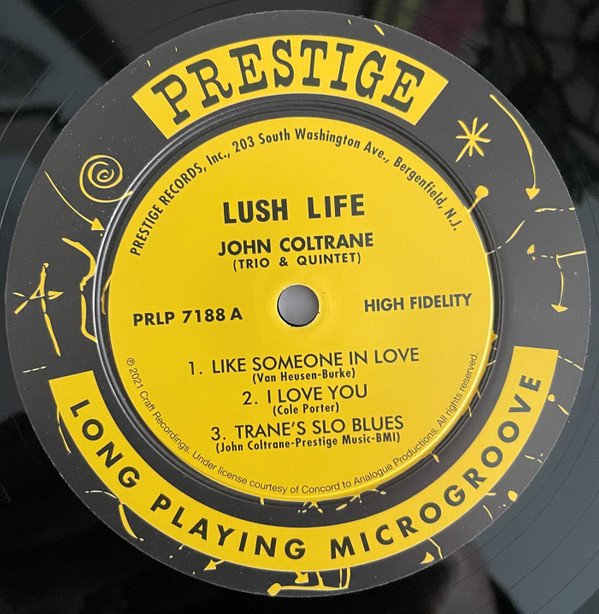 PRESTIGE
PRESTIGE RECORDS, Inc., 203 South Washington Ave., Bergenfield, N.J.
LUSH LIFE
JOHN COLTRANE
(TRIO & QUINTET)
PRLP 7188 A
HIGH FIDELITY
1. LIKE SOMEONE IN LOVE
(Van Heusen-Burke)
2. I LOVE YOU
(Cole Porter)
3. TRANE'S SLO BLUES
(John Coltrane-Prestige Music-BMI)
℗ 2021 Craft Recordings. Under license courtesy of Concord to Analogue Productions. All rights reserved.
LONG PLAYING MICROGROOVE